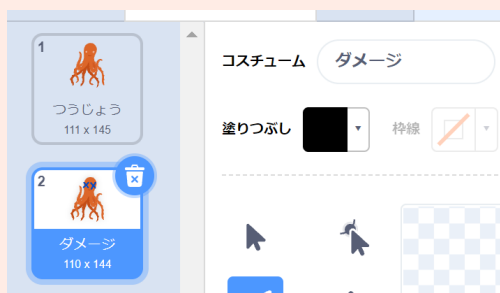 1
つうじょう
111 x 145
2
ダメージ
110 x 144
コスチューム
ダメージ
塗りつぶし
枠線